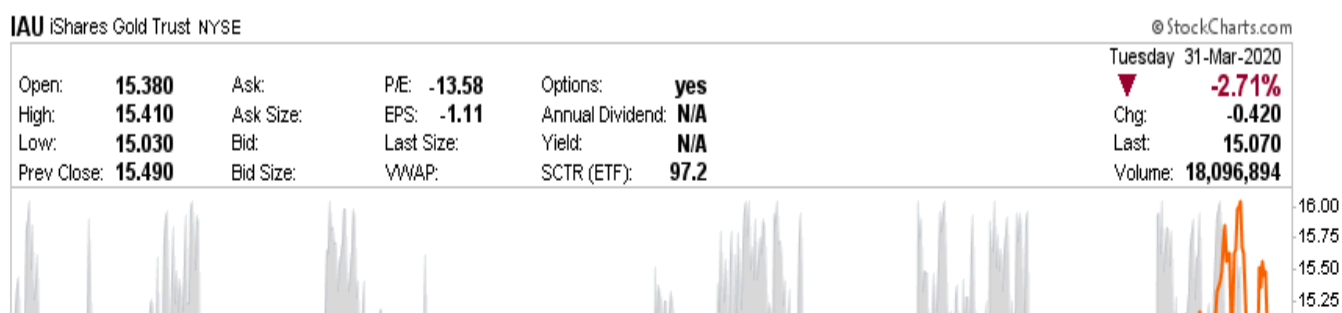 IAU iShares Gold Trust NYSE © StockCharts.com
Tuesday 31-Mar-2020
Open: 15.380 Ask: P/E: -13.58 Options: yes ▼ -2.71%
High: 15.410 Ask Size: EPS: -1.11 Annual Dividend: N/A Chg: -0.420
Low: 15.030 Bid: Last Size: Yield: N/A Last: 15.070
Prev Close: 15.490 Bid Size: VWAP: SCTR (ETF): 97.2 Volume: 18,096,894
16.00
15.75
15.50
15.25